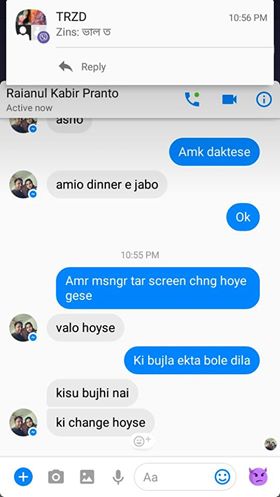 TRZD
10:56 PM
Zins: ভাল ত
Reply
Raianul Kabir Pranto
Active now
asho
Amk daktese
amio dinner e jabo
Ok
10:55 PM
Amr msngr tar screen chng hoye
gese
valo hoyse
Ki bujla ekta bole dila
kisu bujhi nai
ki change hoyse
Aa